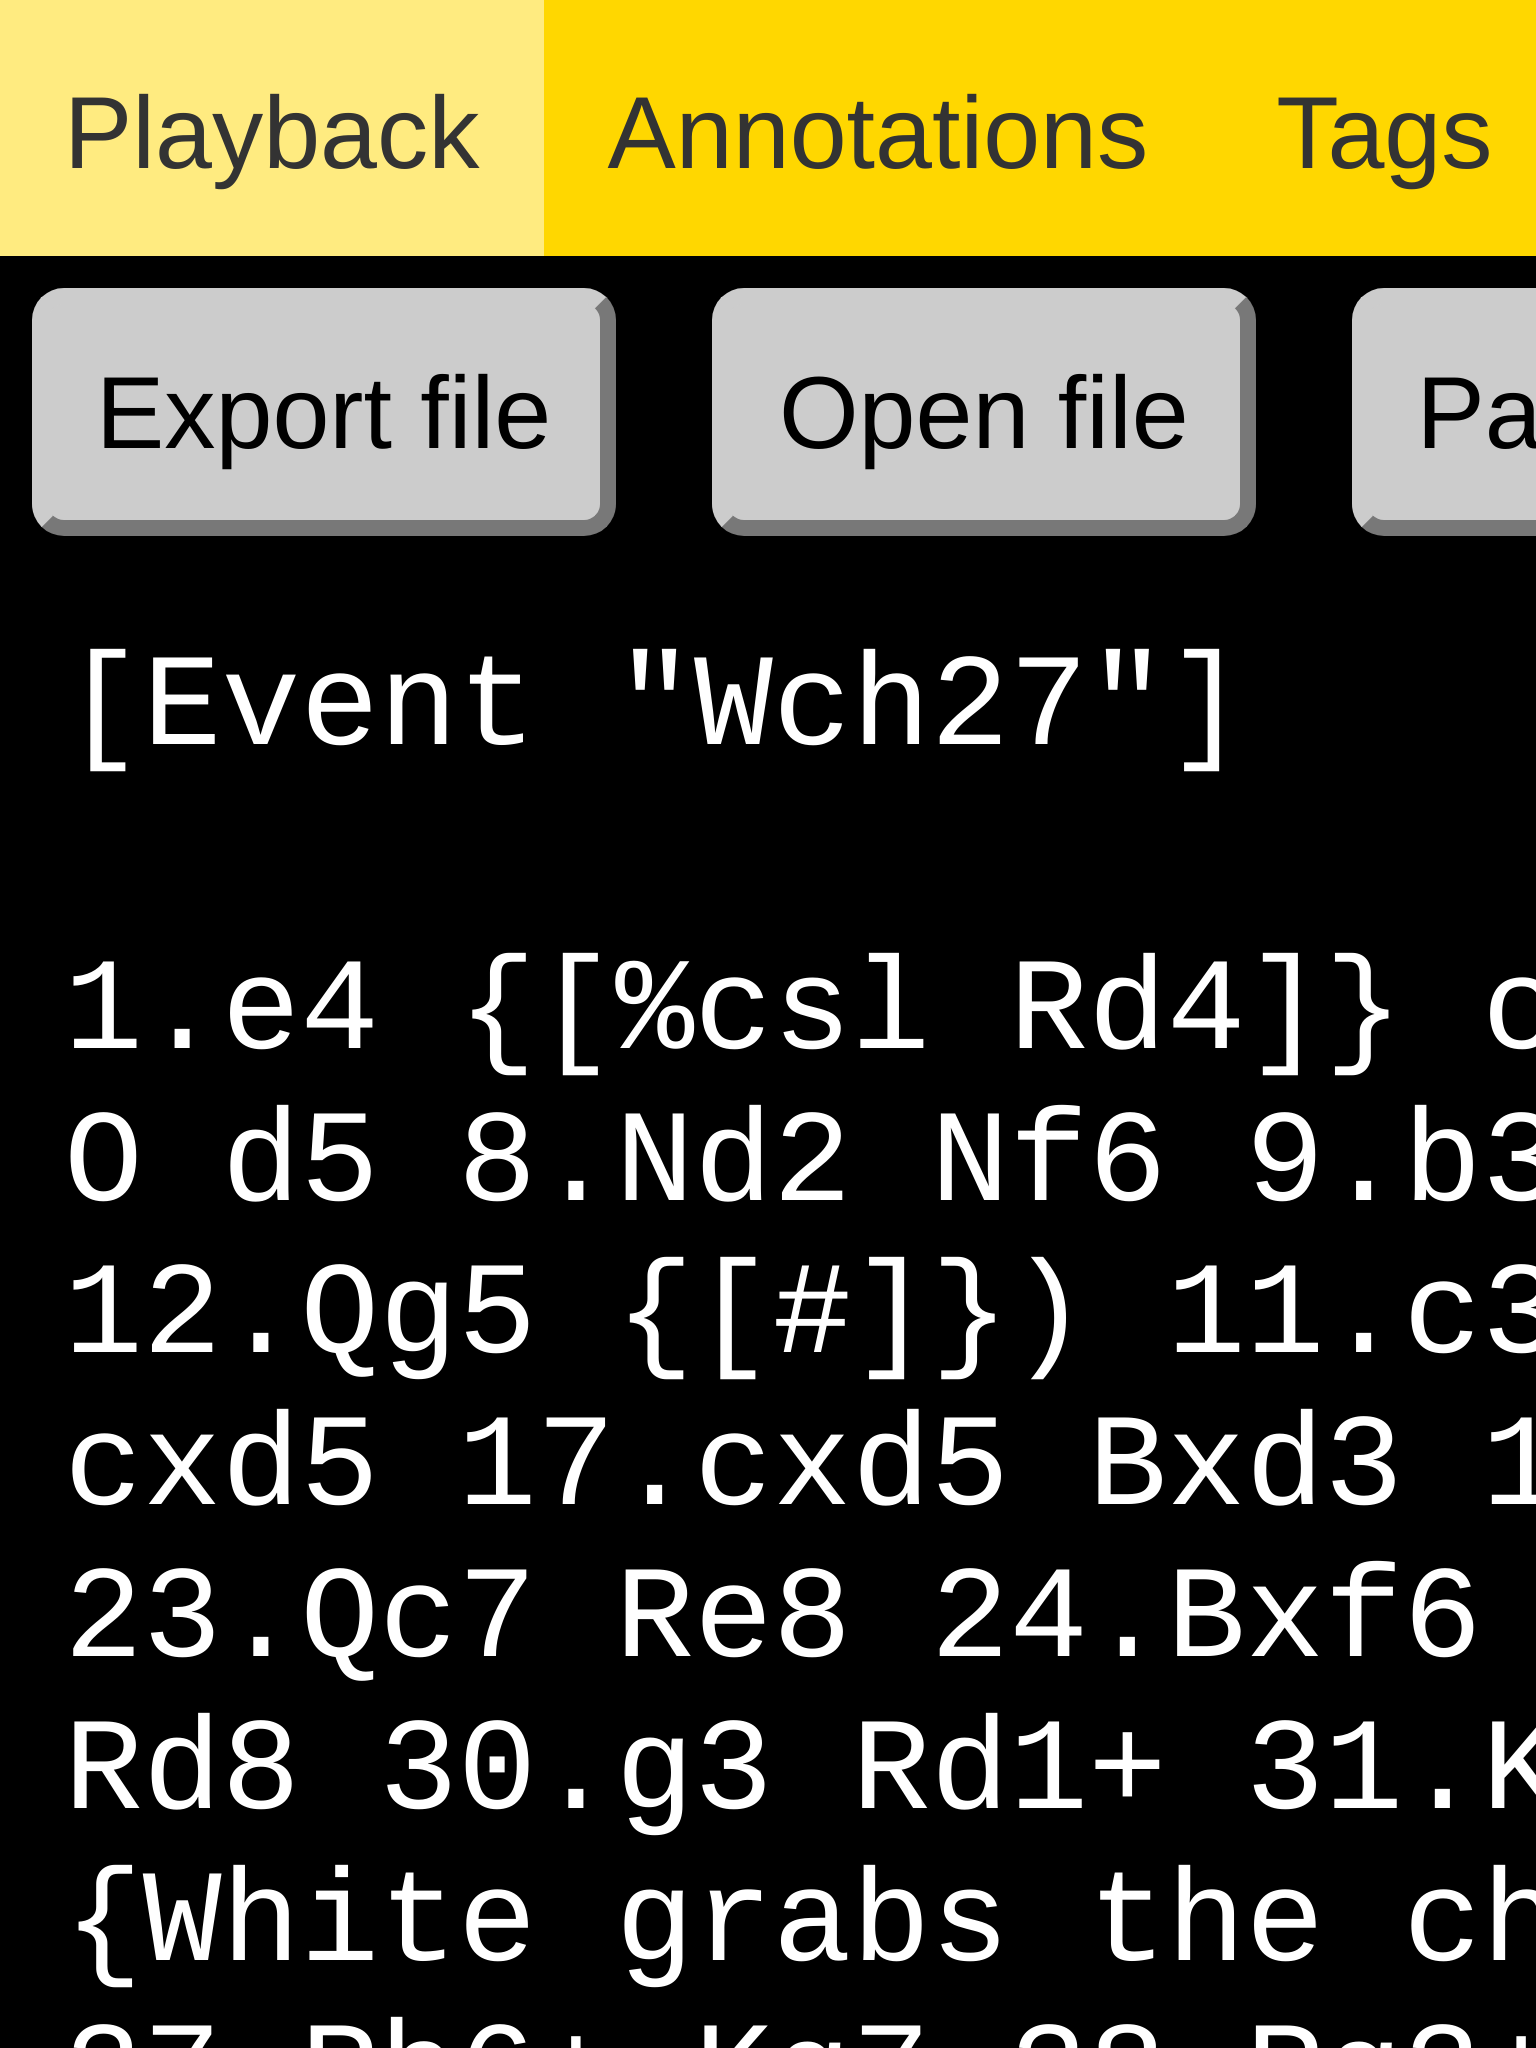 Playback Annotations Tags
Export file Open file Pa
[Event "Wch27"]
1.e4 {[%csl Rd4]} c
O d5 8.Nd2 Nf6 9.b3
12.Qg5 {[#]}) 11.c3
cxd5 17.cxd5 Bxd3 1
23.Qc7 Re8 24.Bxf6
Rd8 30.g3 Rd1+ 31.K
{White grabs the ch